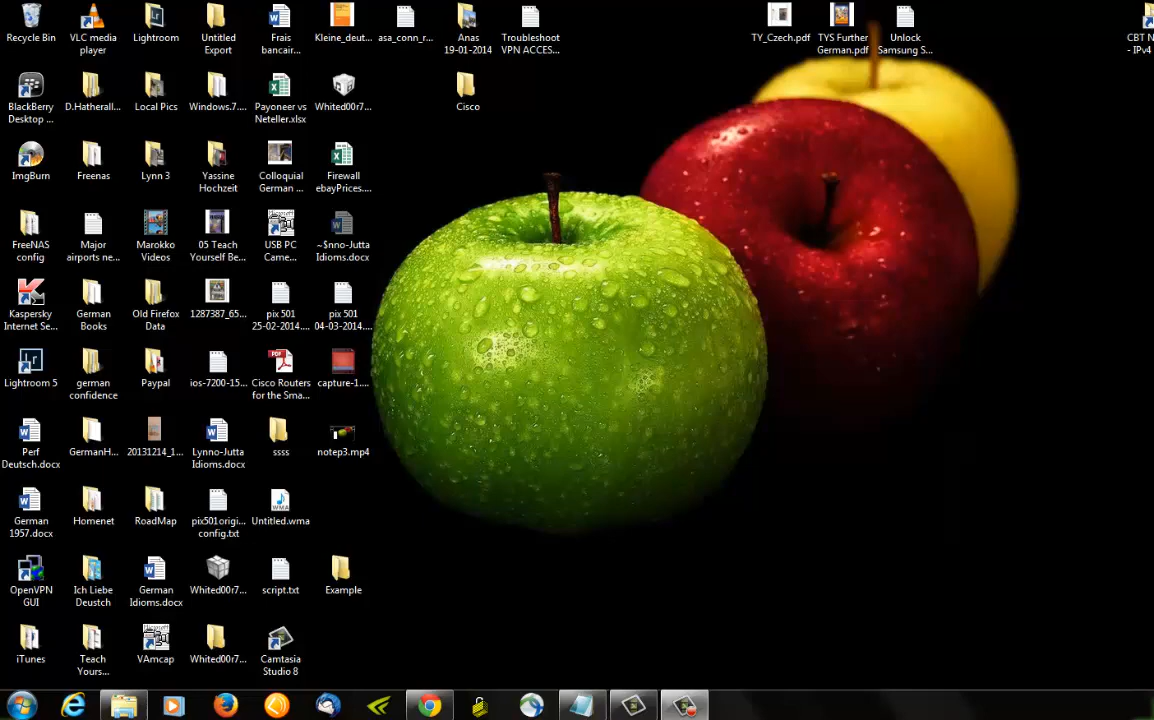 Recycle Bin
VLC media
player
Lightroom
Untitled
Export
Frais
bancair...
Kleine_deut...
asa_conn_r...
Anas
19-01-2014
Troubleshoot
VPN ACCES...
TY_Czech.pdf
TYS Further
German.pdf
Unlock
Samsung S...
CBT N
- IPv4
BlackBerry
Desktop ...
D.Hatherall...
Local Pics
Windows.7....
Payoneer vs
Neteller.xlsx
Whited00r7...
Cisco
ImgBurn
Freenas
Lynn 3
Yassine
Hochzeit
Colloquial
German ...
Firewall
ebayPrices....
FreeNAS
config
Major
airports ne...
Marokko
Videos
05 Teach
Yourself Be...
USB PC
Came...
~$nno-Jutta
Idioms.docx
Kaspersky
Internet Se...
German
Books
Old Firefox
Data
1287387_65...
pix 501
25-02-2014....
pix 501
04-03-2014....
Lightroom 5
german
confidence
Paypal
ios-7200-15...
Cisco Routers
for the Sma...
capture-1....
Perf
Deutsch.docx
GermanH...
20131214_1...
Lynno-Jutta
Idioms.docx
ssss
notep3.mp4
German
1957.docx
Homenet
RoadMap
pix501origi...
config.txt
Untitled.wma
OpenVPN
GUI
Ich Liebe
Deustch
German
Idioms.docx
Whited00r7...
script.txt
Example
iTunes
Teach
Yours...
VAmcap
Whited00r7...
Camtasia
Studio 8